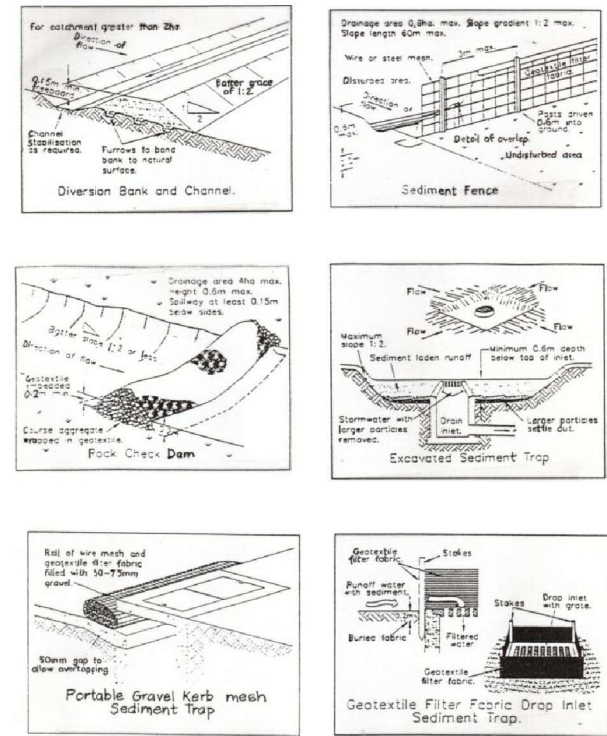 For catchment greater than 2ha.
Direction of
flow
0.15m min.
freeboard
Batter grade
of 1:2.
1
2
Channel
Stabilisation
as required.
Furrows to bond
bank to natural
surface.
Diversion Bank and Channel.
Drainage area 0,6ha. max. Slope gradient 1:2 max.
Slope length 60m max.
Wire or steel mesh.
3m max.
Geotextile filter
fabric
Disturbed area.
Direction of
flow
Posts driven
0.6m into
ground.
0.6m
max.
Detail of overlap.
Undisturbed area
Sediment Fence
Drainage area 4ha max.
Height 0.6m max.
Spillway at least 0.15m
below sides.
Batter slope 1:2 or less
Direction of flow
Geotextile
embedded
0.2m min.
Course aggregate
wrapped in geotextile.
Rock Check Dam
Flow
Flow
Flow
Flow
Maximum
slope 1:2.
Sediment laden runoff
Minimum 0.6m depth
below top of inlet.
Stormwater with
larger particles
removed.
Drain
Inlet.
Larger particles
settle out.
Excavated Sediment Trap
Roll of wire mesh and
geotextile filter fabric
filled with 50-75mm
gravel
50mm gap to
allow overtopping
Portable Gravel Kerb mesh
Sediment Trap
Geotextile
filter fabric.
Stakes
Runoff water
with sediment.
0.2m
Buried fabric
Filtered
water
Stakes
Drop inlet
with grate.
Geotextile
filter fabric.
Geotextile Filter Fabric Drop Inlet
Sediment Trap.